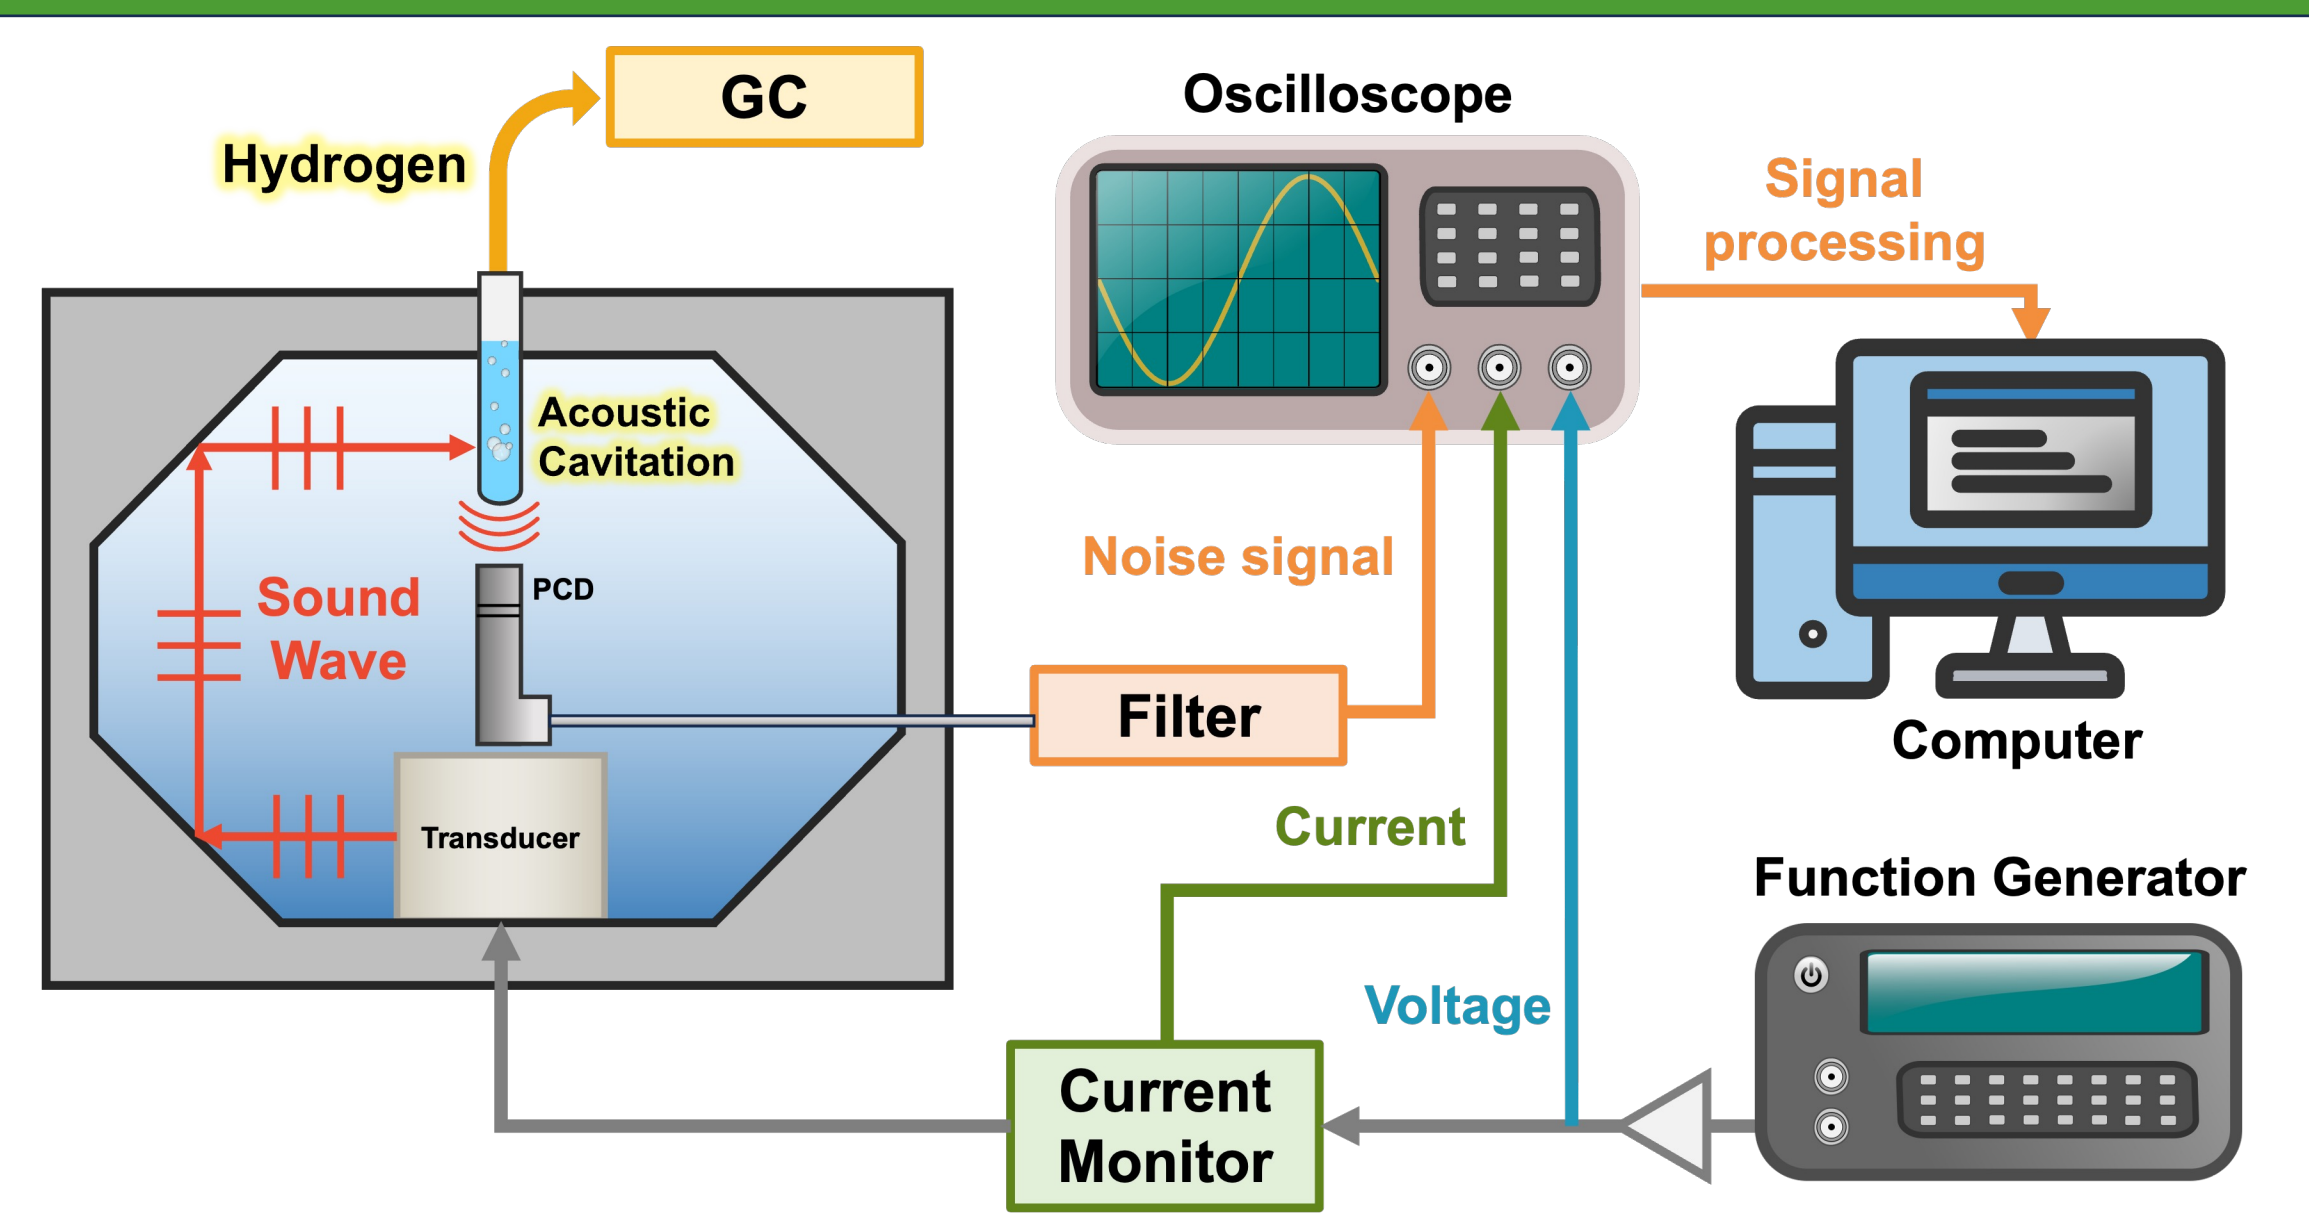 GC
Oscilloscope
Hydrogen
Signal
processing
Acoustic
Cavitation
Noise signal
PCD
Sound
Wave
Filter
Computer
Transducer
Current
Function Generator
Voltage
Current
Monitor